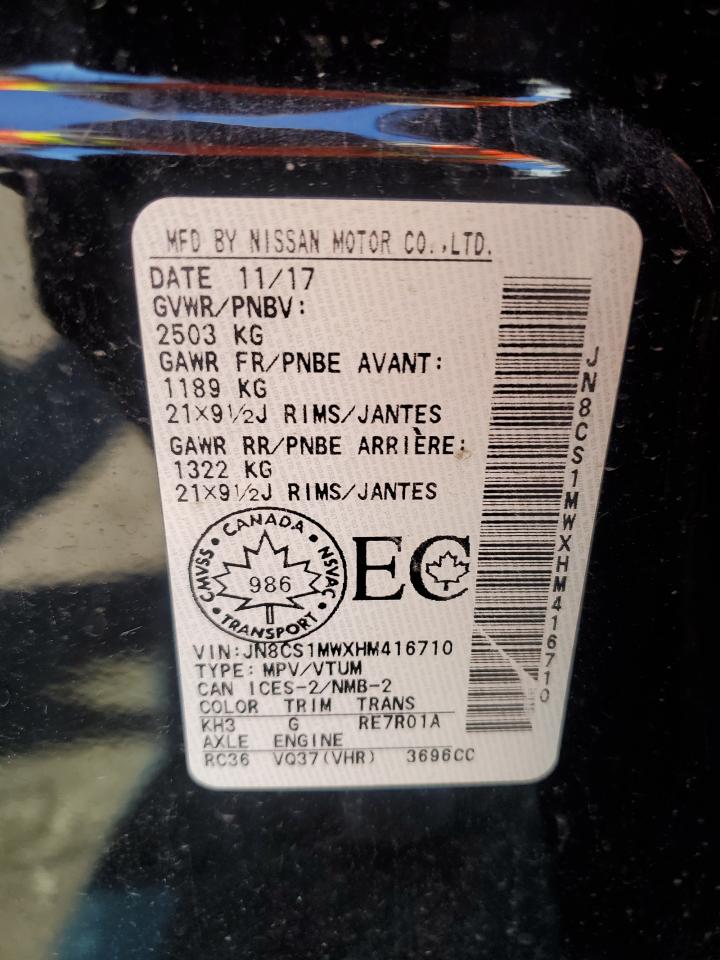 MFD BY NISSAN MOTOR CO.,LTD.
DATE 11/17
GVWR/PNBV:
2503 KG
GAWR FR/PNBE AVANT:
1189 KG
21×9½J RIMS/JANTES
GAWR RR/PNBE ARRIÈRE:
1322 KG
21×9½J RIMS/JANTES
CANADA
CMVSS
NSVAC
986
TRANSPORT
EC
VIN:JN8CS1MWXHM416710
TYPE: MPV/VTUM
CAN ICES-2/NMB-2
COLOR TRIM TRANS
KH3 G RE7R01A
AXLE ENGINE
RC36 VQ37(VHR) 3696CC
JN8CS1MWXHM416710